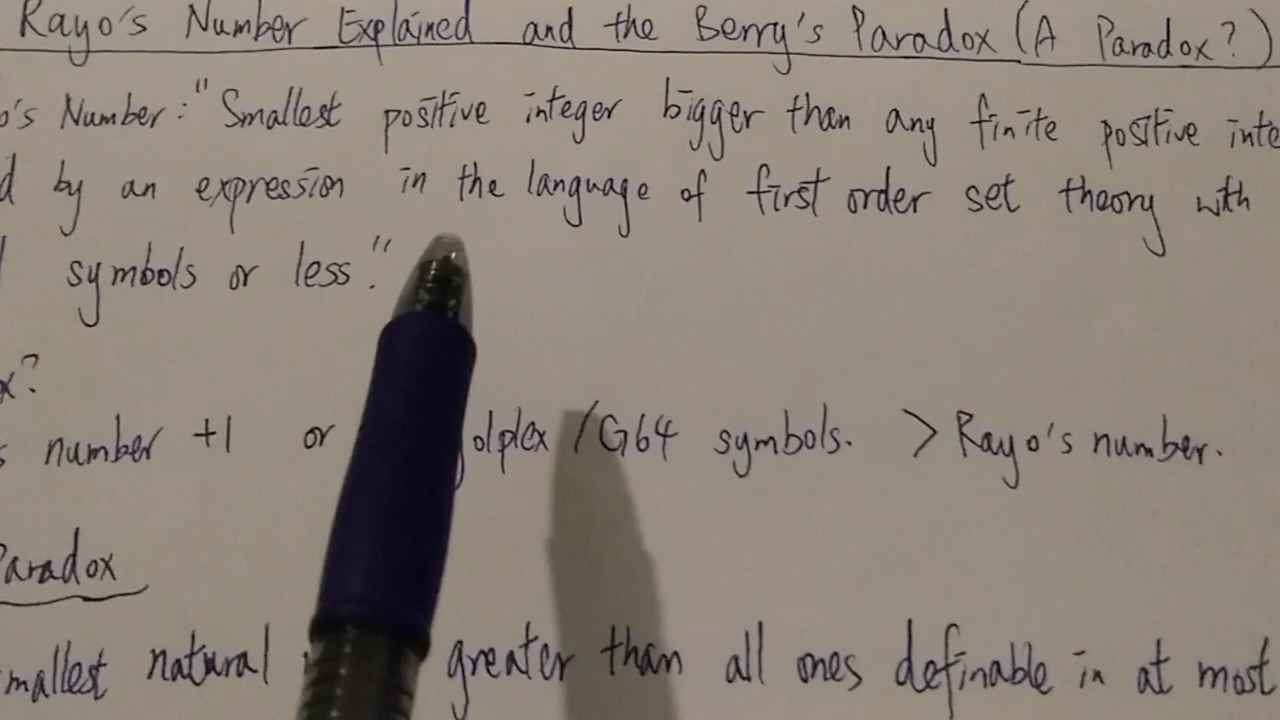 Rayo's Number Explained and the Berry's Paradox (A Paradox?)
o's Number: "Smallest positive integer bigger than any finite positive inte
d by an expression in the language of first order set theory with
symbols or less."
x?
s number +1 or olplex/G64 symbols. > Rayo's number.
Paradox
mallest natural greater than all ones definable in at most